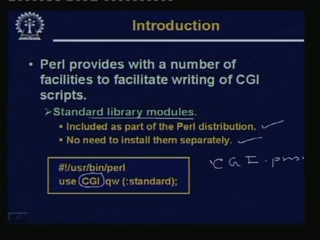 Introduction
• Perl provides with a number of
facilities to facilitate writing of CGI
scripts.
➢Standard library modules.
• Included as part of the Perl distribution.
• No need to install them separately.
#!/usr/bin/perl
use CGI qw (:standard);
CGI.pm